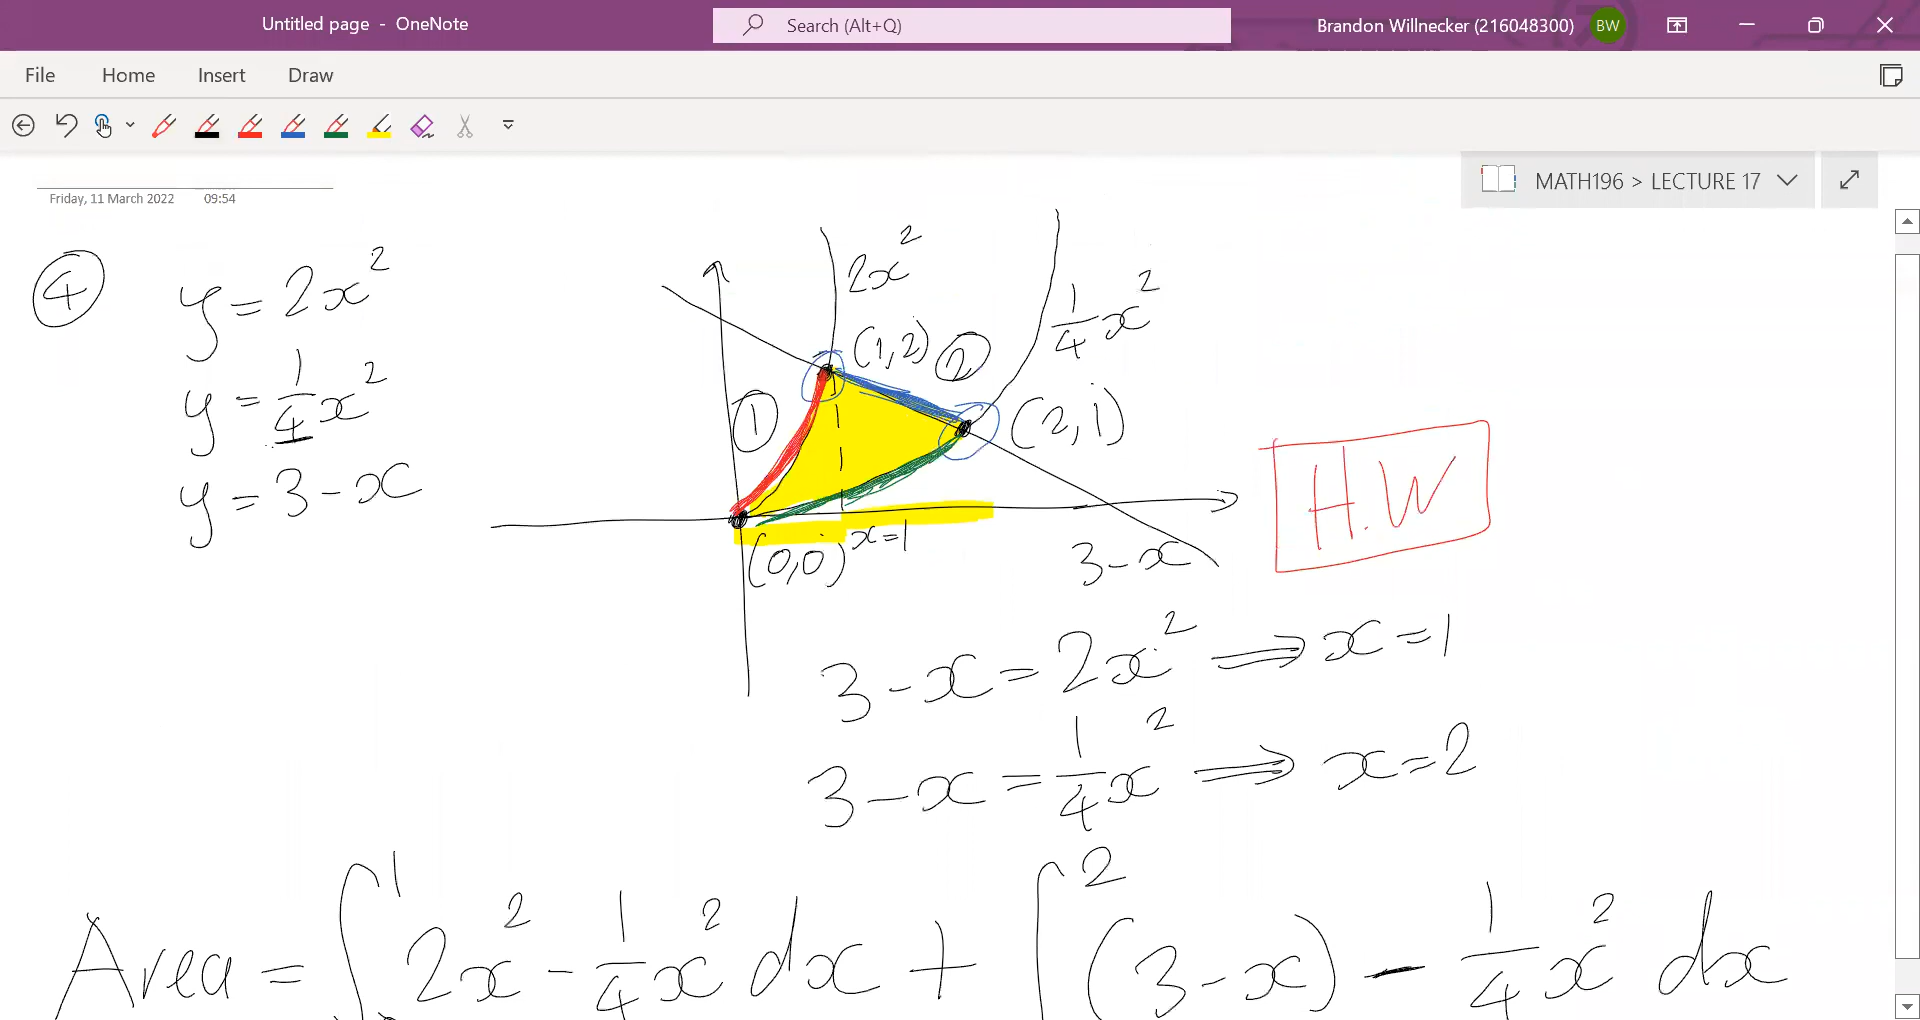 Untitled page - OneNote
Search (Alt+Q)
Brandon Willnecker (216048300)
BW
File Home Insert Draw
MATH196 > LECTURE 17
Friday, 11 March 2022 09:54
④
y = 2x²
y = 1/4 x²
y = 3 - x
2x²
1/4 x²
(1,2)
②
①
(2,1)
x=1
(0,0)
3-x
H.W
3-x = 2x² ⟹ x=1
3-x = 1/4 x² ⟹ x=2
Area = ∫ 1 2x² - 1/4 x² dx + ∫ 2 (3-x) - 1/4 x² dx